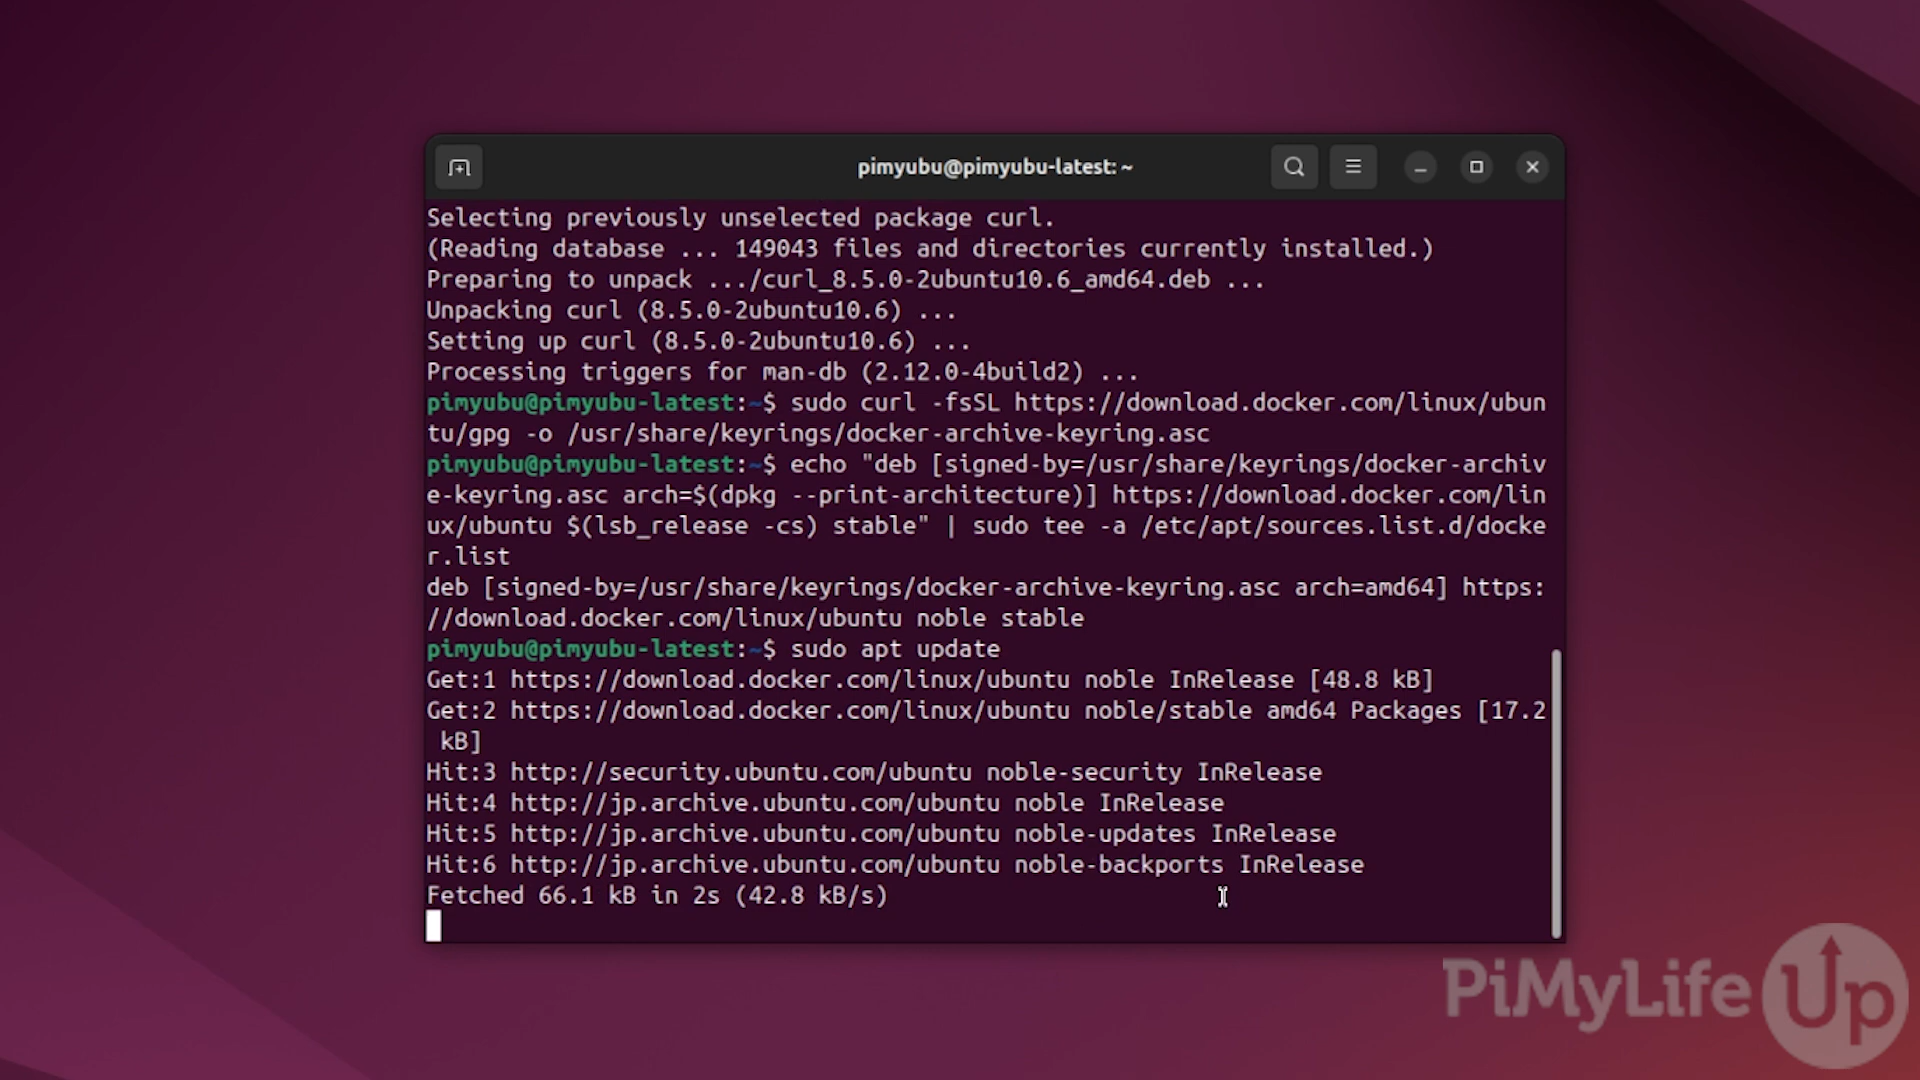 pimyubu@pimyubu-latest: ~
Selecting previously unselected package curl.
(Reading database ... 149043 files and directories currently installed.)
Preparing to unpack .../curl_8.5.0-2ubuntu10.6_amd64.deb ...
Unpacking curl (8.5.0-2ubuntu10.6) ...
Setting up curl (8.5.0-2ubuntu10.6) ...
Processing triggers for man-db (2.12.0-4build2) ...
pimyubu@pimyubu-latest:~$ sudo curl -fsSL https://download.docker.com/linux/ubun
tu/gpg -o /usr/share/keyrings/docker-archive-keyring.asc
pimyubu@pimyubu-latest:~$ echo "deb [signed-by=/usr/share/keyrings/docker-archiv
e-keyring.asc arch=$(dpkg --print-architecture)] https://download.docker.com/lin
ux/ubuntu $(lsb_release -cs) stable" | sudo tee -a /etc/apt/sources.list.d/docke
r.list
deb [signed-by=/usr/share/keyrings/docker-archive-keyring.asc arch=amd64] https:
//download.docker.com/linux/ubuntu noble stable
pimyubu@pimyubu-latest:~$ sudo apt update
Get:1 https://download.docker.com/linux/ubuntu noble InRelease [48.8 kB]
Get:2 https://download.docker.com/linux/ubuntu noble/stable amd64 Packages [17.2
 kB]
Hit:3 http://security.ubuntu.com/ubuntu noble-security InRelease
Hit:4 http://jp.archive.ubuntu.com/ubuntu noble InRelease
Hit:5 http://jp.archive.ubuntu.com/ubuntu noble-updates InRelease
Hit:6 http://jp.archive.ubuntu.com/ubuntu noble-backports InRelease
Fetched 66.1 kB in 2s (42.8 kB/s)
PiMyLifeUp